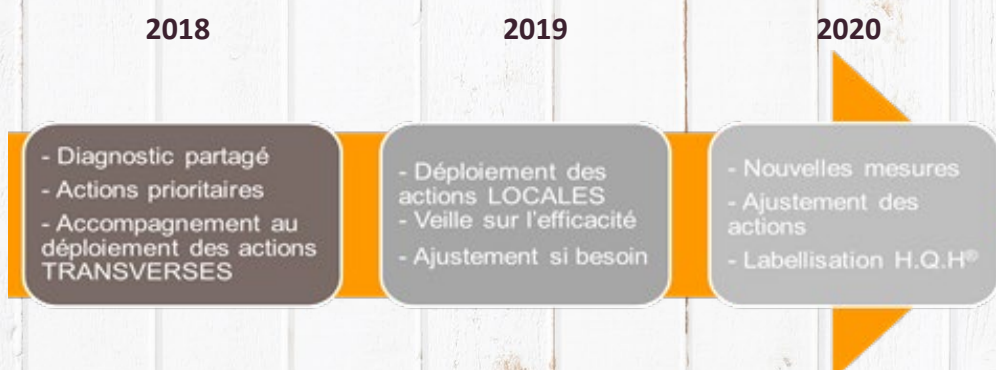 2018
2019
2020
- Diagnostic partagé
- Actions prioritaires
- Accompagnement au
déploiement des actions
TRANSVERSES
- Déploiement des
actions LOCALES
- Veille sur l'efficacité
- Ajustement si besoin
- Nouvelles mesures
- Ajustement des
actions
- Labellisation H.Q.H®